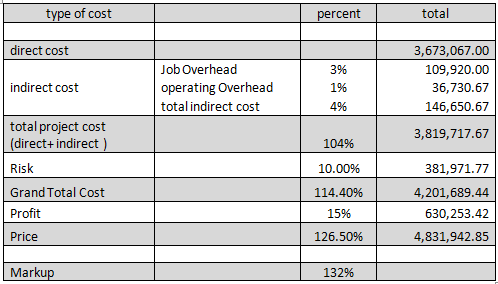 type of cost percent total
direct cost 3,673,067.00
Job Overhead 3% 109,920.00
indirect cost operating Overhead 1% 36,730.67
total indirect cost 4% 146,650.67
total project cost
(direct+ indirect ) 104% 3,819,717.67
Risk 10.00% 381,971.77
Grand Total Cost 114.40% 4,201,689.44
Profit 15% 630,253.42
Price 126.50% 4,831,942.85
Markup 132%